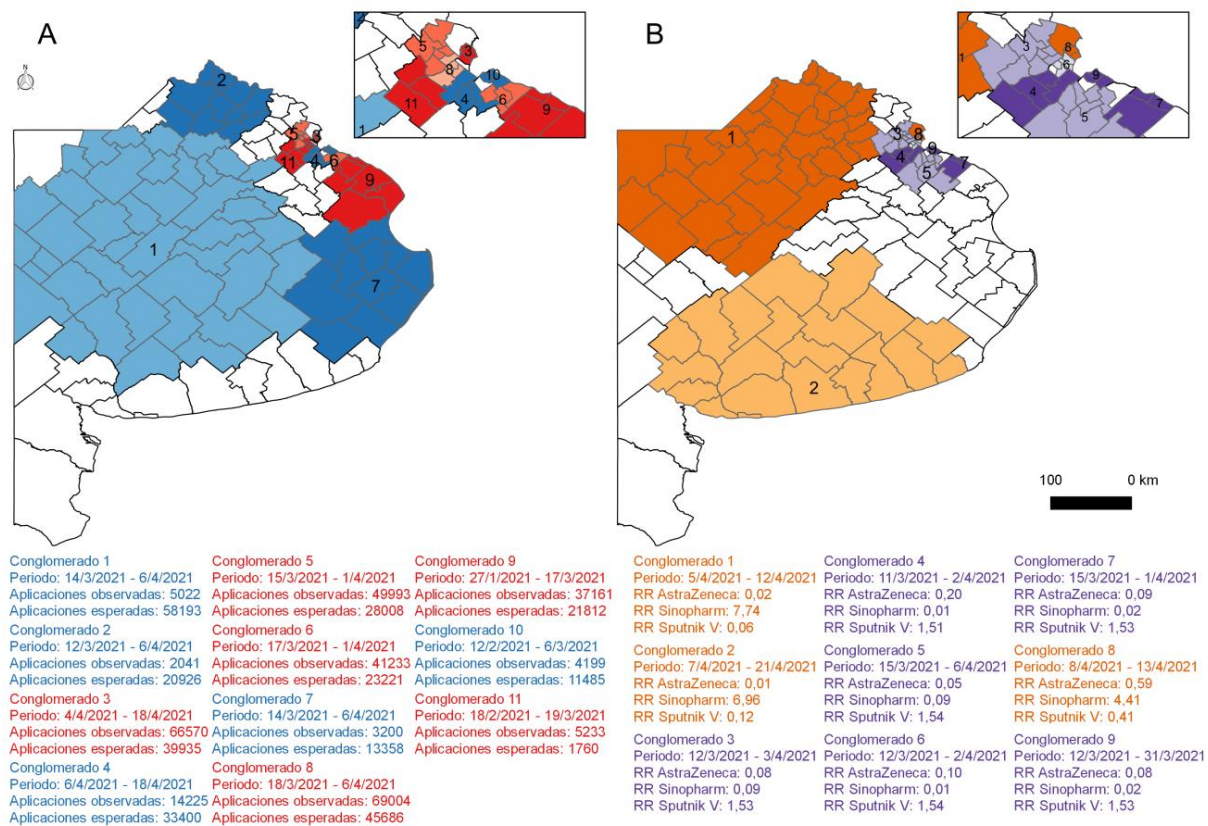 A
N
2
1
5
3
11
4
6
9
7
2
5
3
8
10
4
6
11
9
1
B
1
3
8
9
4
7
5
2
1
3
8
6
9
4
7
5
100 0 km
Conglomerado 1
Periodo: 14/3/2021 - 6/4/2021
Aplicaciones observadas: 5022
Aplicaciones esperadas: 58193
Conglomerado 2
Periodo: 12/3/2021 - 6/4/2021
Aplicaciones observadas: 2041
Aplicaciones esperadas: 20926
Conglomerado 3
Periodo: 4/4/2021 - 18/4/2021
Aplicaciones observadas: 66570
Aplicaciones esperadas: 39935
Conglomerado 4
Periodo: 6/4/2021 - 18/4/2021
Aplicaciones observadas: 14225
Aplicaciones esperadas: 33400
Conglomerado 5
Periodo: 15/3/2021 - 1/4/2021
Aplicaciones observadas: 49993
Aplicaciones esperadas: 28008
Conglomerado 6
Periodo: 17/3/2021 - 1/4/2021
Aplicaciones observadas: 41233
Aplicaciones esperadas: 23221
Conglomerado 7
Periodo: 14/3/2021 - 6/4/2021
Aplicaciones observadas: 3200
Aplicaciones esperadas: 13358
Conglomerado 8
Periodo: 18/3/2021 - 6/4/2021
Aplicaciones observadas: 69004
Aplicaciones esperadas: 45686
Conglomerado 9
Periodo: 27/1/2021 - 17/3/2021
Aplicaciones observadas: 37161
Aplicaciones esperadas: 21812
Conglomerado 10
Periodo: 12/2/2021 - 6/3/2021
Aplicaciones observadas: 4199
Aplicaciones esperadas: 11485
Conglomerado 11
Periodo: 18/2/2021 - 19/3/2021
Aplicaciones observadas: 5233
Aplicaciones esperadas: 1760
Conglomerado 1
Periodo: 5/4/2021 - 12/4/2021
RR AstraZeneca: 0,02
RR Sinopharm: 7,74
RR Sputnik V: 0,06
Conglomerado 2
Periodo: 7/4/2021 - 21/4/2021
RR AstraZeneca: 0,01
RR Sinopharm: 6,96
RR Sputnik V: 0,12
Conglomerado 3
Periodo: 12/3/2021 - 3/4/2021
RR AstraZeneca: 0,08
RR Sinopharm: 0,09
RR Sputnik V: 1,53
Conglomerado 4
Periodo: 11/3/2021 - 2/4/2021
RR AstraZeneca: 0,20
RR Sinopharm: 0,01
RR Sputnik V: 1,51
Conglomerado 5
Periodo: 15/3/2021 - 6/4/2021
RR AstraZeneca: 0,05
RR Sinopharm: 0,09
RR Sputnik V: 1,54
Conglomerado 6
Periodo: 12/3/2021 - 2/4/2021
RR AstraZeneca: 0,10
RR Sinopharm: 0,01
RR Sputnik V: 1,54
Conglomerado 7
Periodo: 15/3/2021 - 1/4/2021
RR AstraZeneca: 0,09
RR Sinopharm: 0,02
RR Sputnik V: 1,53
Conglomerado 8
Periodo: 8/4/2021 - 13/4/2021
RR AstraZeneca: 0,59
RR Sinopharm: 4,41
RR Sputnik V: 0,41
Conglomerado 9
Periodo: 12/3/2021 - 31/3/2021
RR AstraZeneca: 0,08
RR Sinopharm: 0,02
RR Sputnik V: 1,53